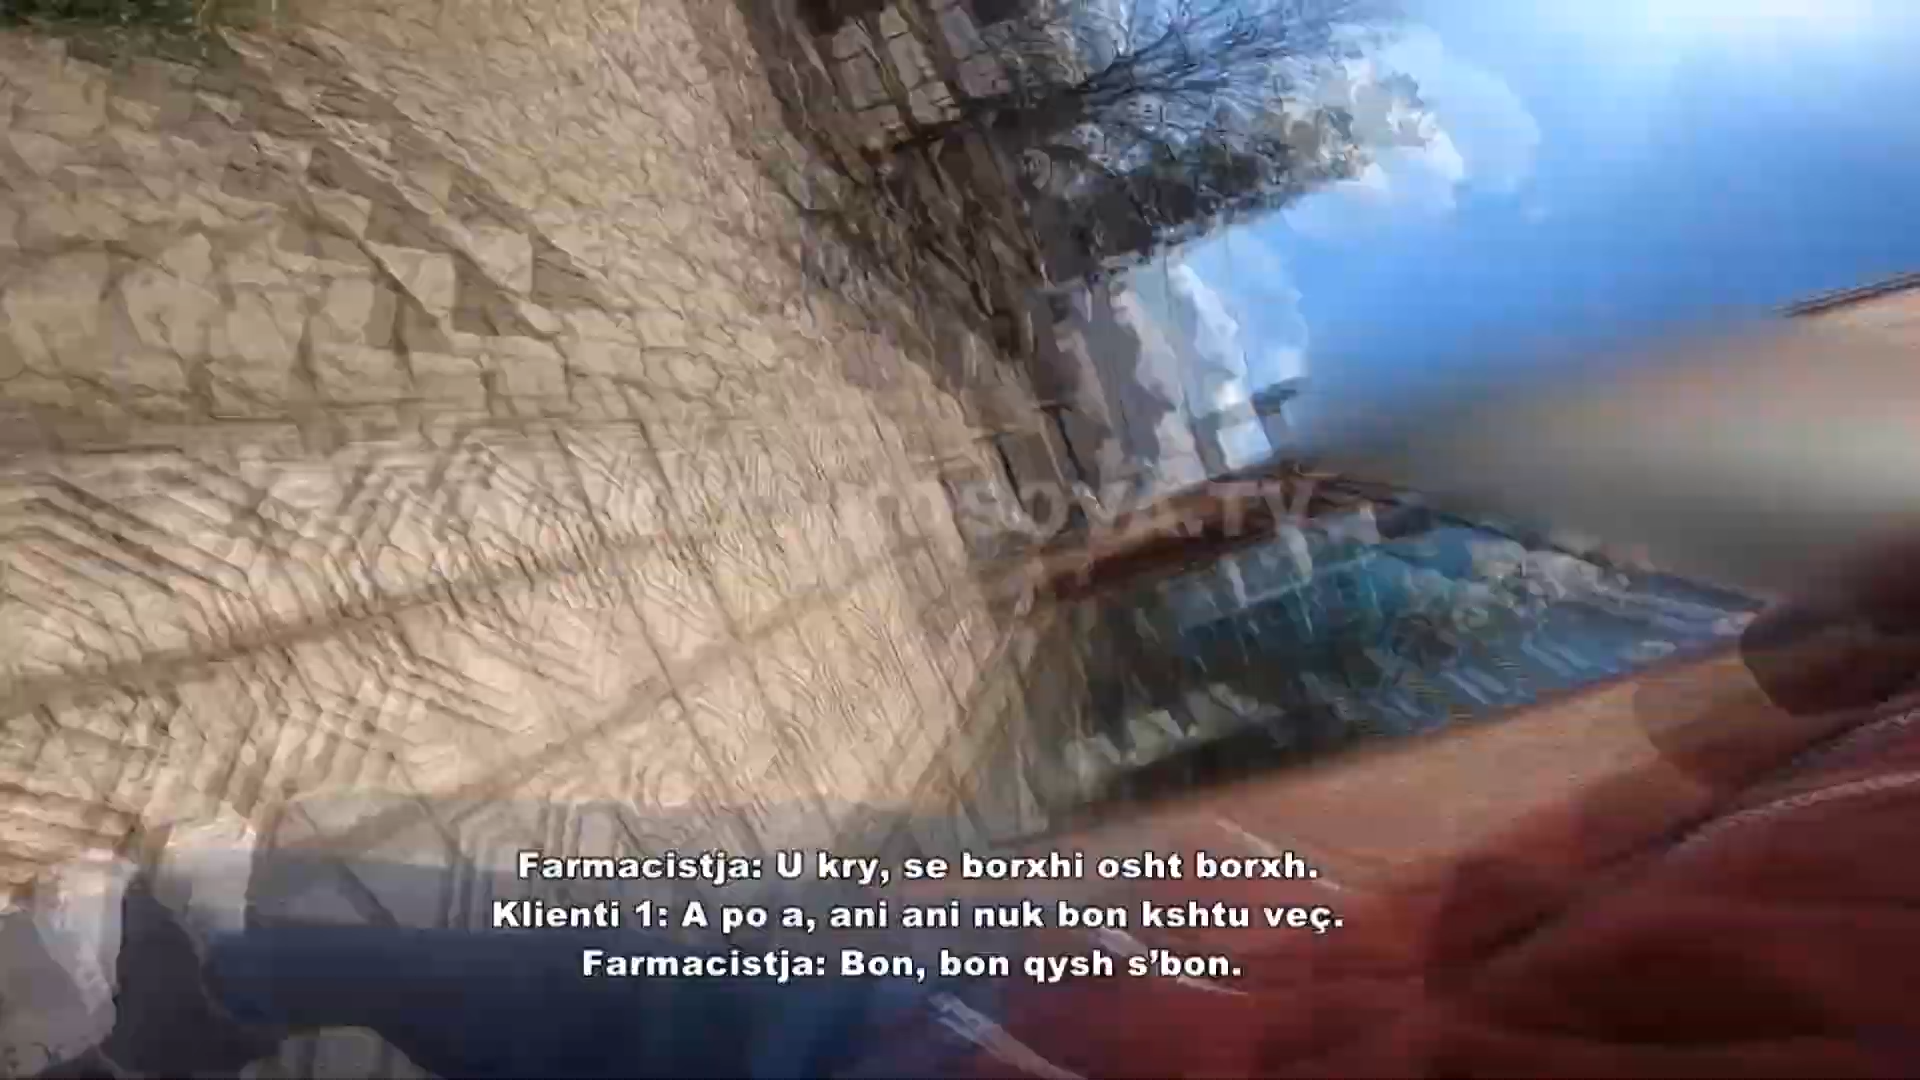 Farmacistja: U kry, se borxhi osht borxh.
Klienti 1: A po a, ani ani nuk bon kshtu veç.
Farmacistja: Bon, bon qysh s’bon.